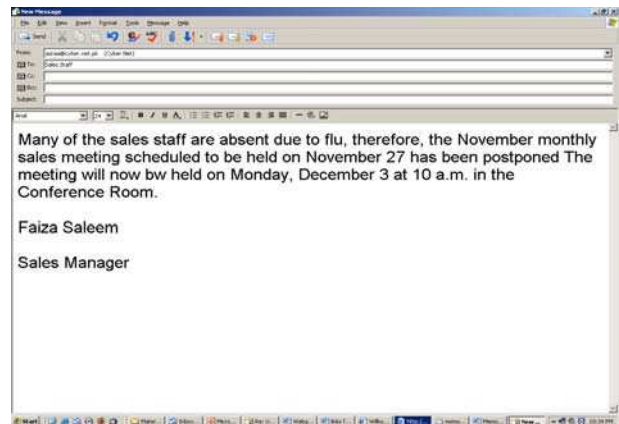 New Message
File Edit View Insert Format Tools Message Help
Send
From: (Cyber Net)
To: Sales Staff
Cc:
Bcc:
Subject:
Arial 24
Many of the sales staff are absent due to flu, therefore, the November monthly
sales meeting scheduled to be held on November 27 has been postponed The
meeting will now bw held on Monday, December 3 at 10 a.m. in the
Conference Room.
Faiza Saleem
Sales Manager
Start